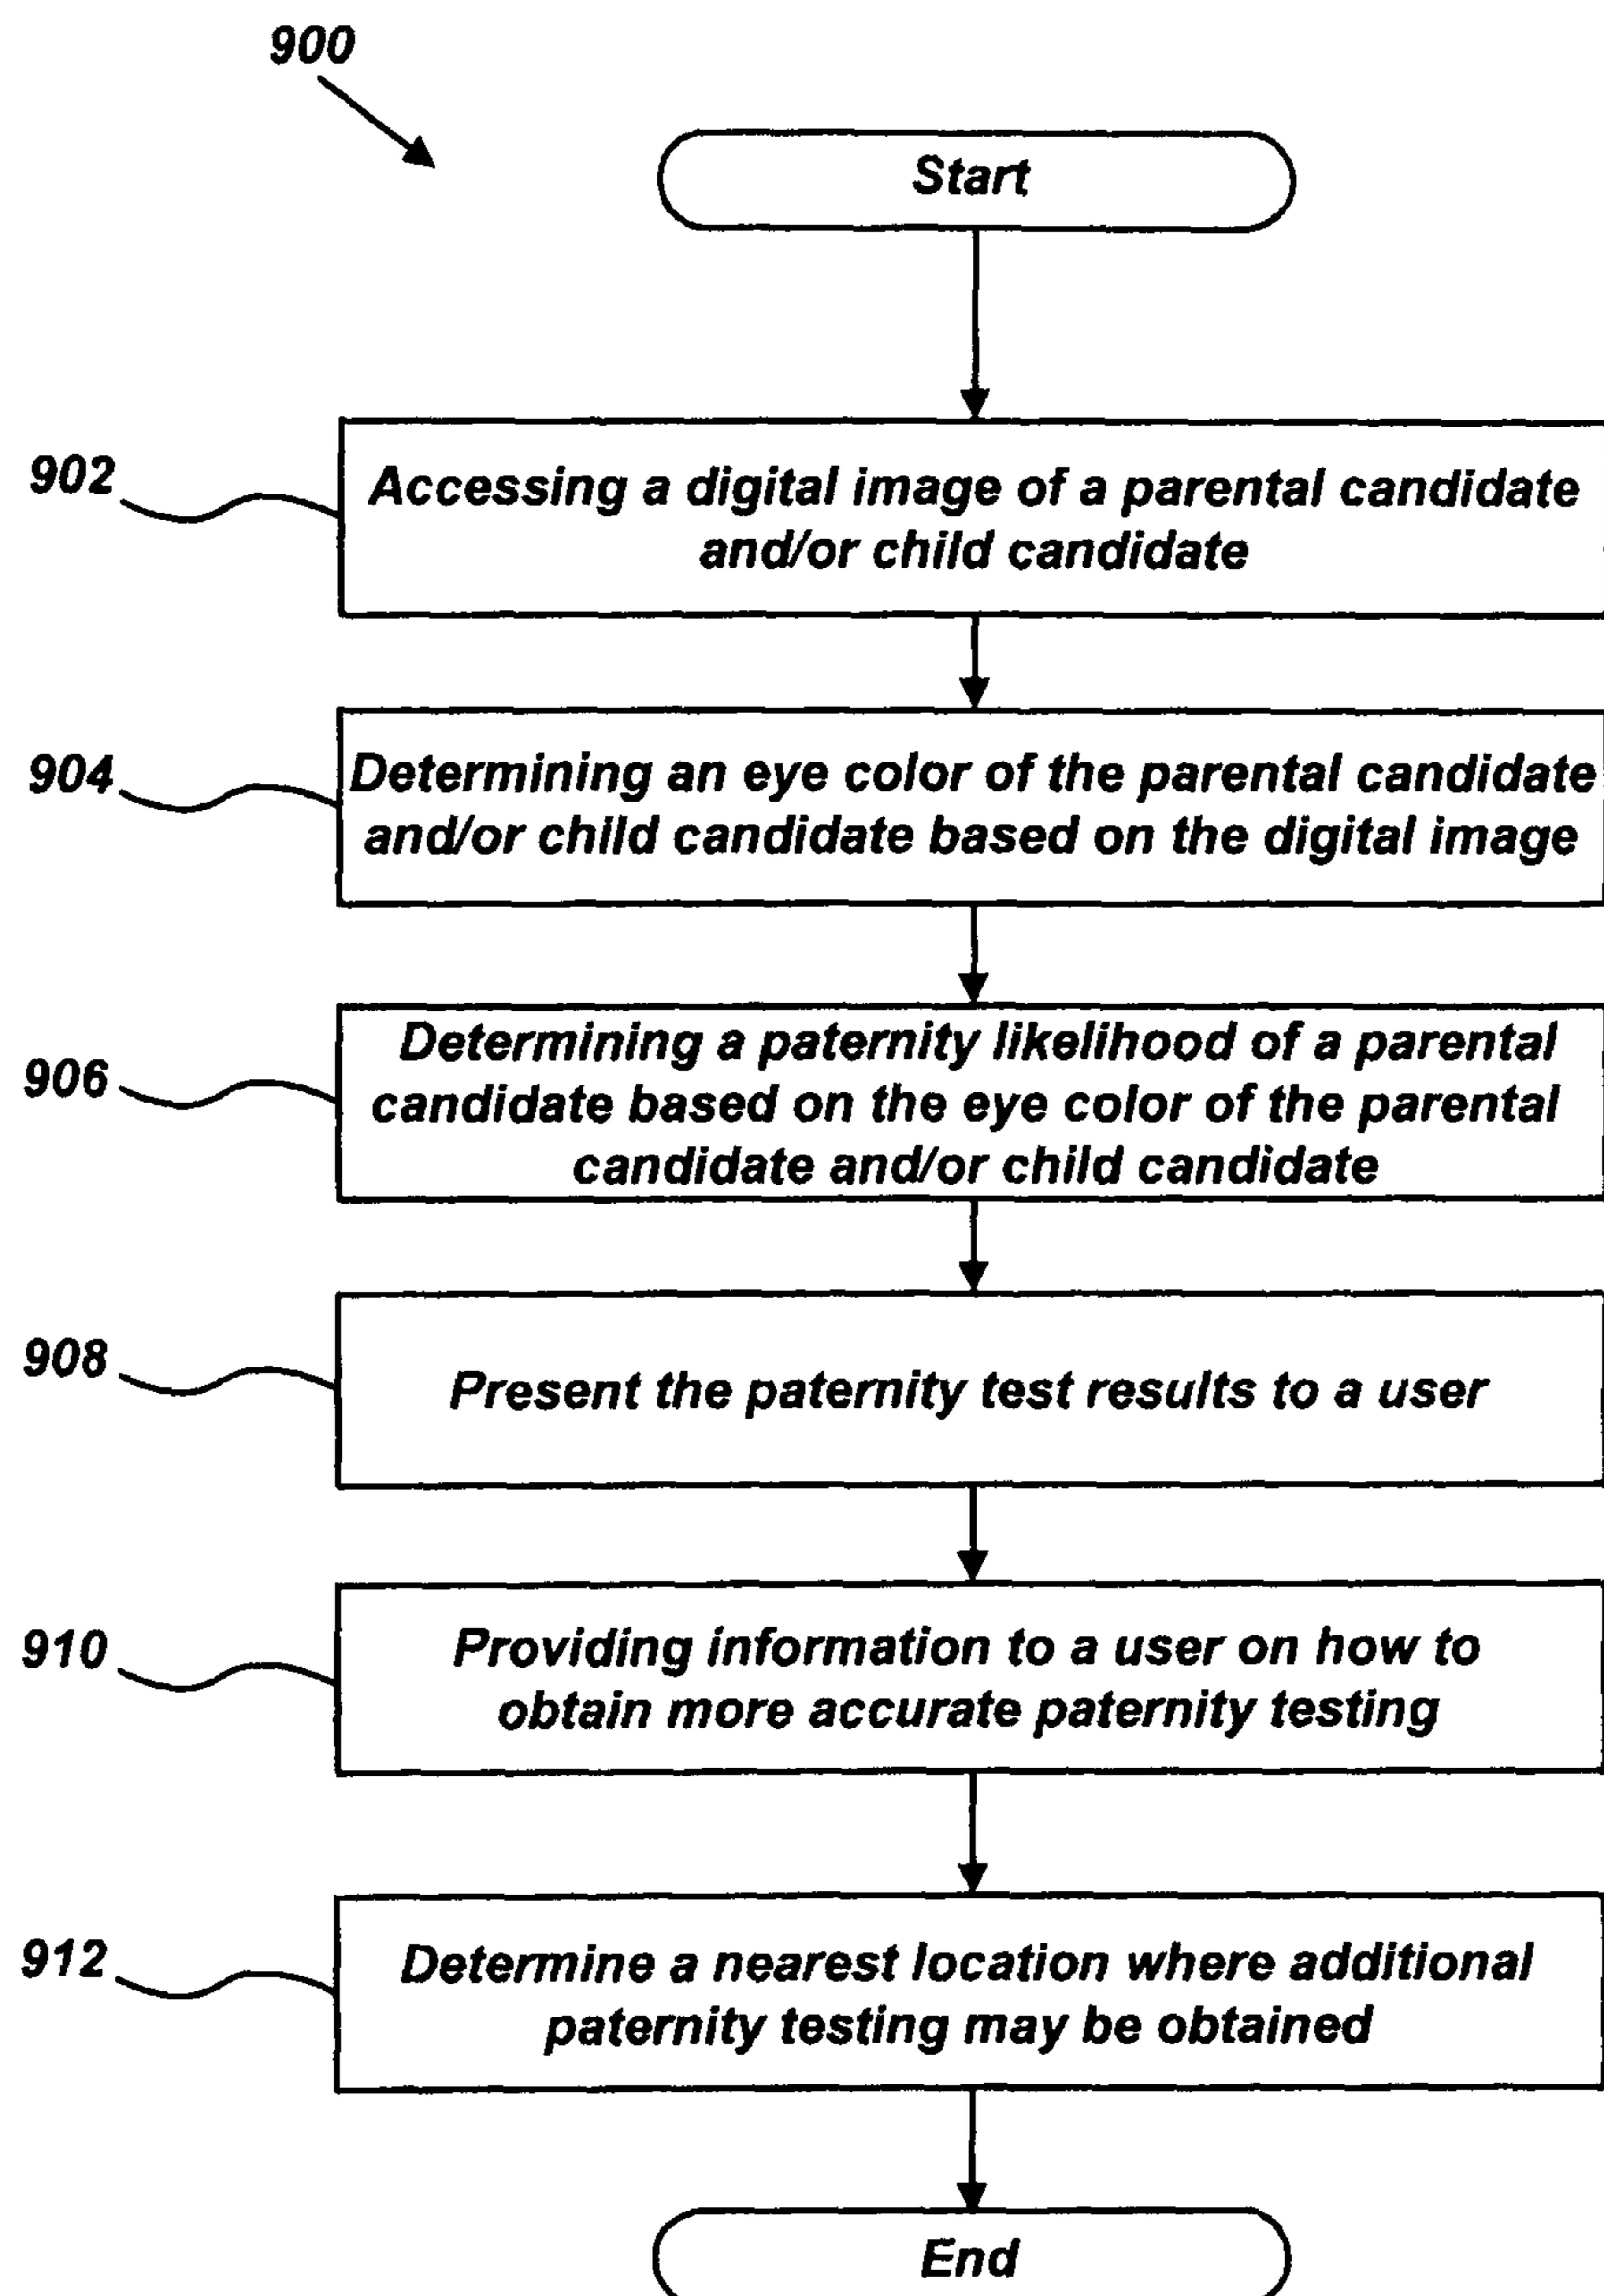 900
Start
902
Accessing a digital image of a parental candidate
and/or child candidate
904
Determining an eye color of the parental candidate
and/or child candidate based on the digital image
906
Determining a paternity likelihood of a parental
candidate based on the eye color of the parental
candidate and/or child candidate
908
Present the paternity test results to a user
910
Providing information to a user on how to
obtain more accurate paternity testing
912
Determine a nearest location where additional
paternity testing may be obtained
End